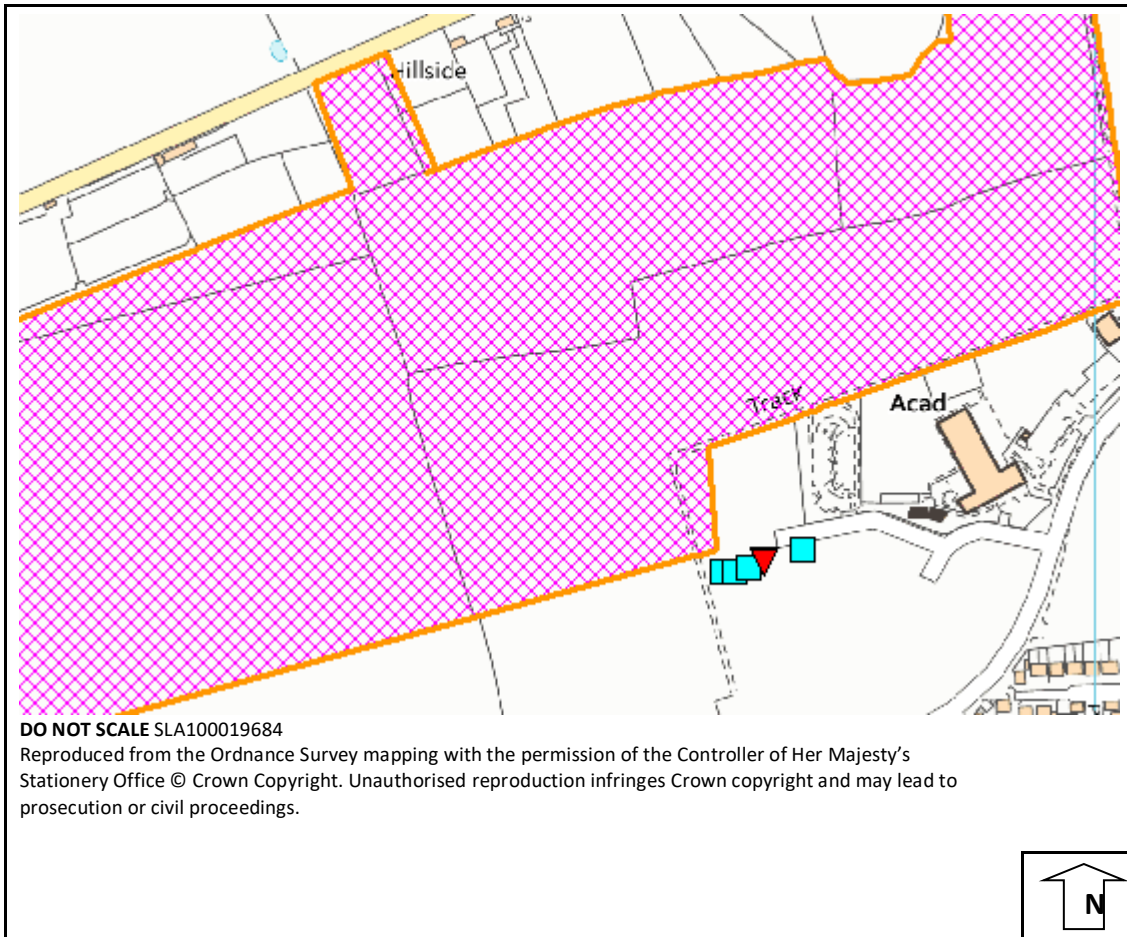 Hillside
Track
Acad
DO NOT SCALE SLA100019684
Reproduced from the Ordnance Survey mapping with the permission of the Controller of Her Majesty's
Stationery Office © Crown Copyright. Unauthorised reproduction infringes Crown copyright and may lead to
prosecution or civil proceedings.
N